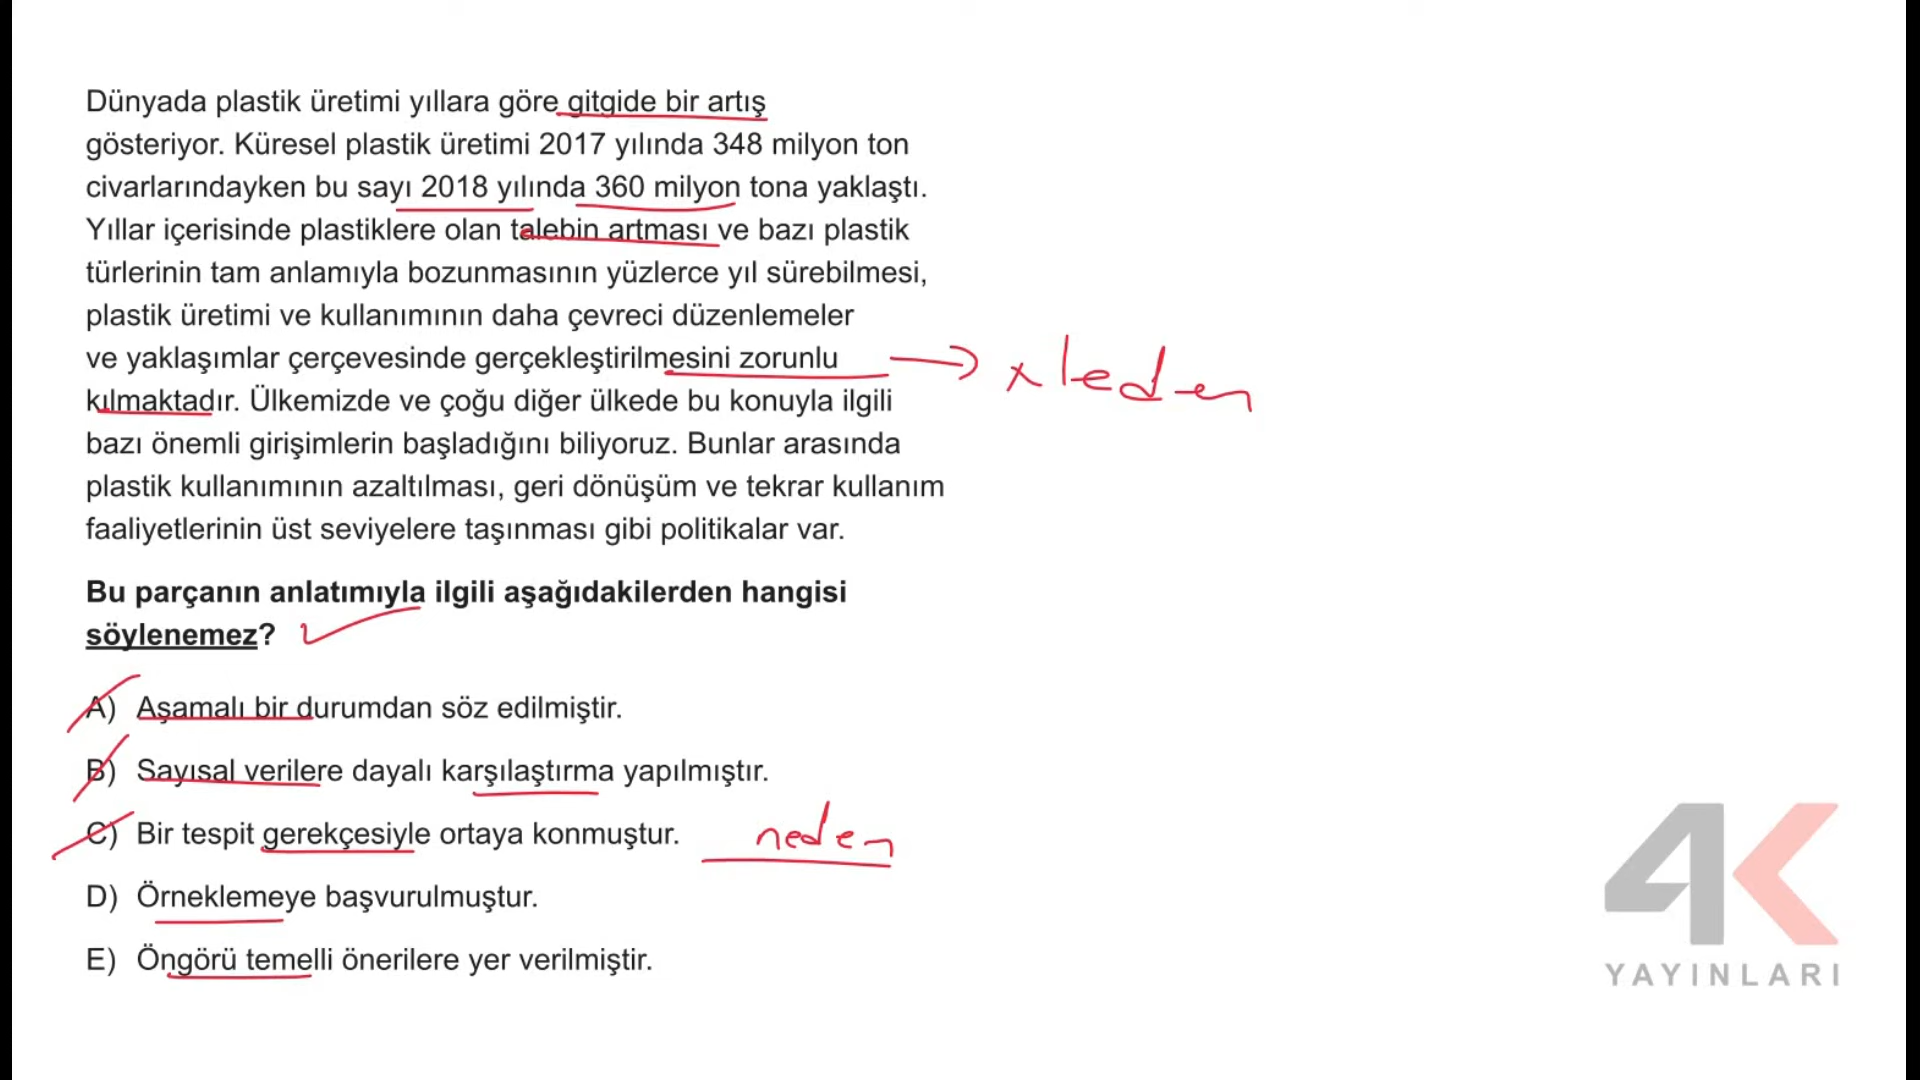 Dünyada plastik üretimi yıllara göre gitgide bir artış
gösteriyor. Küresel plastik üretimi 2017 yılında 348 milyon ton
civarlarındayken bu sayı 2018 yılında 360 milyon tona yaklaştı.
Yıllar içerisinde plastiklere olan talebin artması ve bazı plastik
türlerinin tam anlamıyla bozunmasının yüzlerce yıl sürebilmesi,
plastik üretimi ve kullanımının daha çevreci düzenlemeler
ve yaklaşımlar çerçevesinde gerçekleştirilmesini zorunlu
kılmaktadır. Ülkemizde ve çoğu diğer ülkede bu konuyla ilgili
bazı önemli girişimlerin başladığını biliyoruz. Bunlar arasında
plastik kullanımının azaltılması, geri dönüşüm ve tekrar kullanım
faaliyetlerinin üst seviyelere taşınması gibi politikalar var.
Bu parçanın anlatımıyla ilgili aşağıdakilerden hangisi
söylenemez?
A) Aşamalı bir durumdan söz edilmiştir.
B) Sayısal verilere dayalı karşılaştırma yapılmıştır.
C) Bir tespit gerekçesiyle ortaya konmuştur. neden
D) Örneklemeye başvurulmuştur.
E) Öngörü temelli önerilere yer verilmiştir.
4K
YAYINLARI